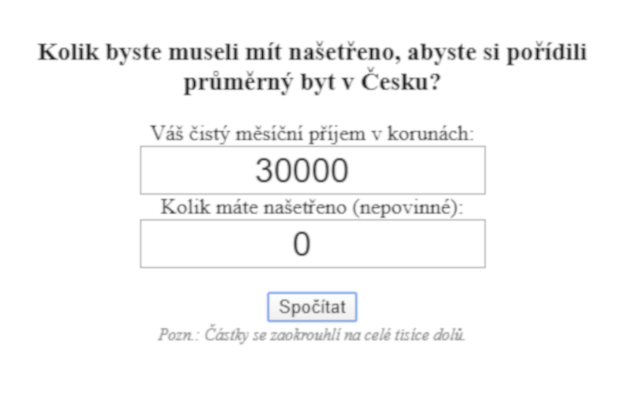 Kolik byste museli mít našetřeno, abyste si pořídili
průměrný byt v Česku?
Váš čistý měsíční příjem v korunách:
30000
Kolik máte našetřeno (nepovinné):
0
Spočítat
Pozn.: Částky se zaokrouhlí na celé tisíce dolů.